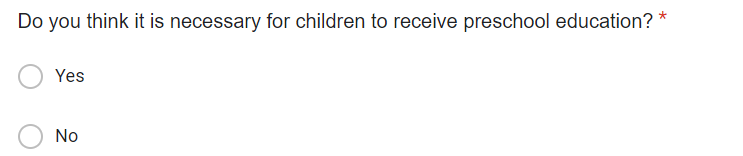 Do you think it is necessary for children to receive preschool education? *
Yes
No